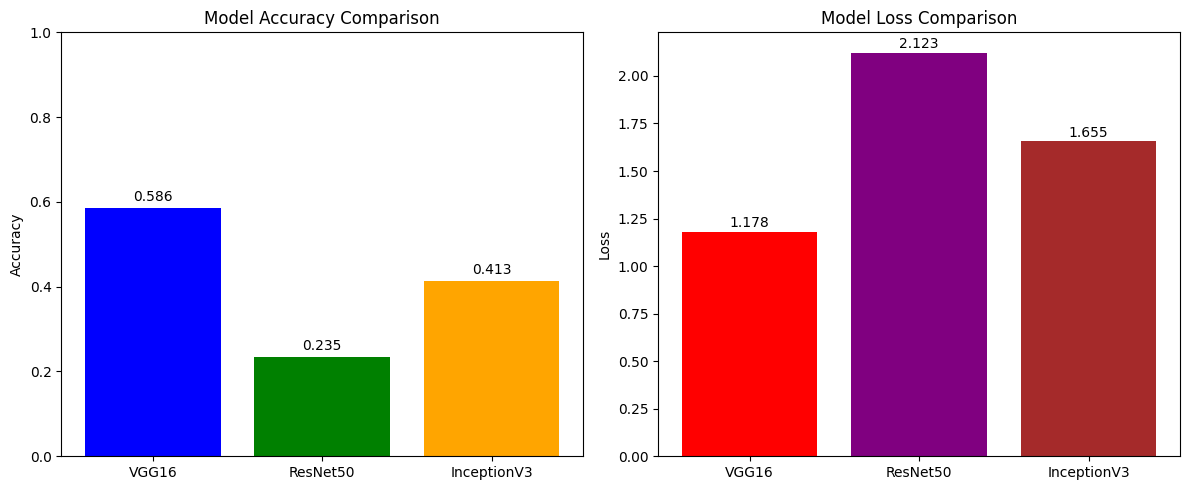 Model Accuracy Comparison
1.0
0.8
0.6
0.4
0.2
0.0
Accuracy
0.586
0.235
0.413
VGG16
ResNet50
InceptionV3
Model Loss Comparison
2.00
1.75
1.50
1.25
1.00
0.75
0.50
0.25
0.00
Loss
1.178
2.123
1.655
VGG16
ResNet50
InceptionV3